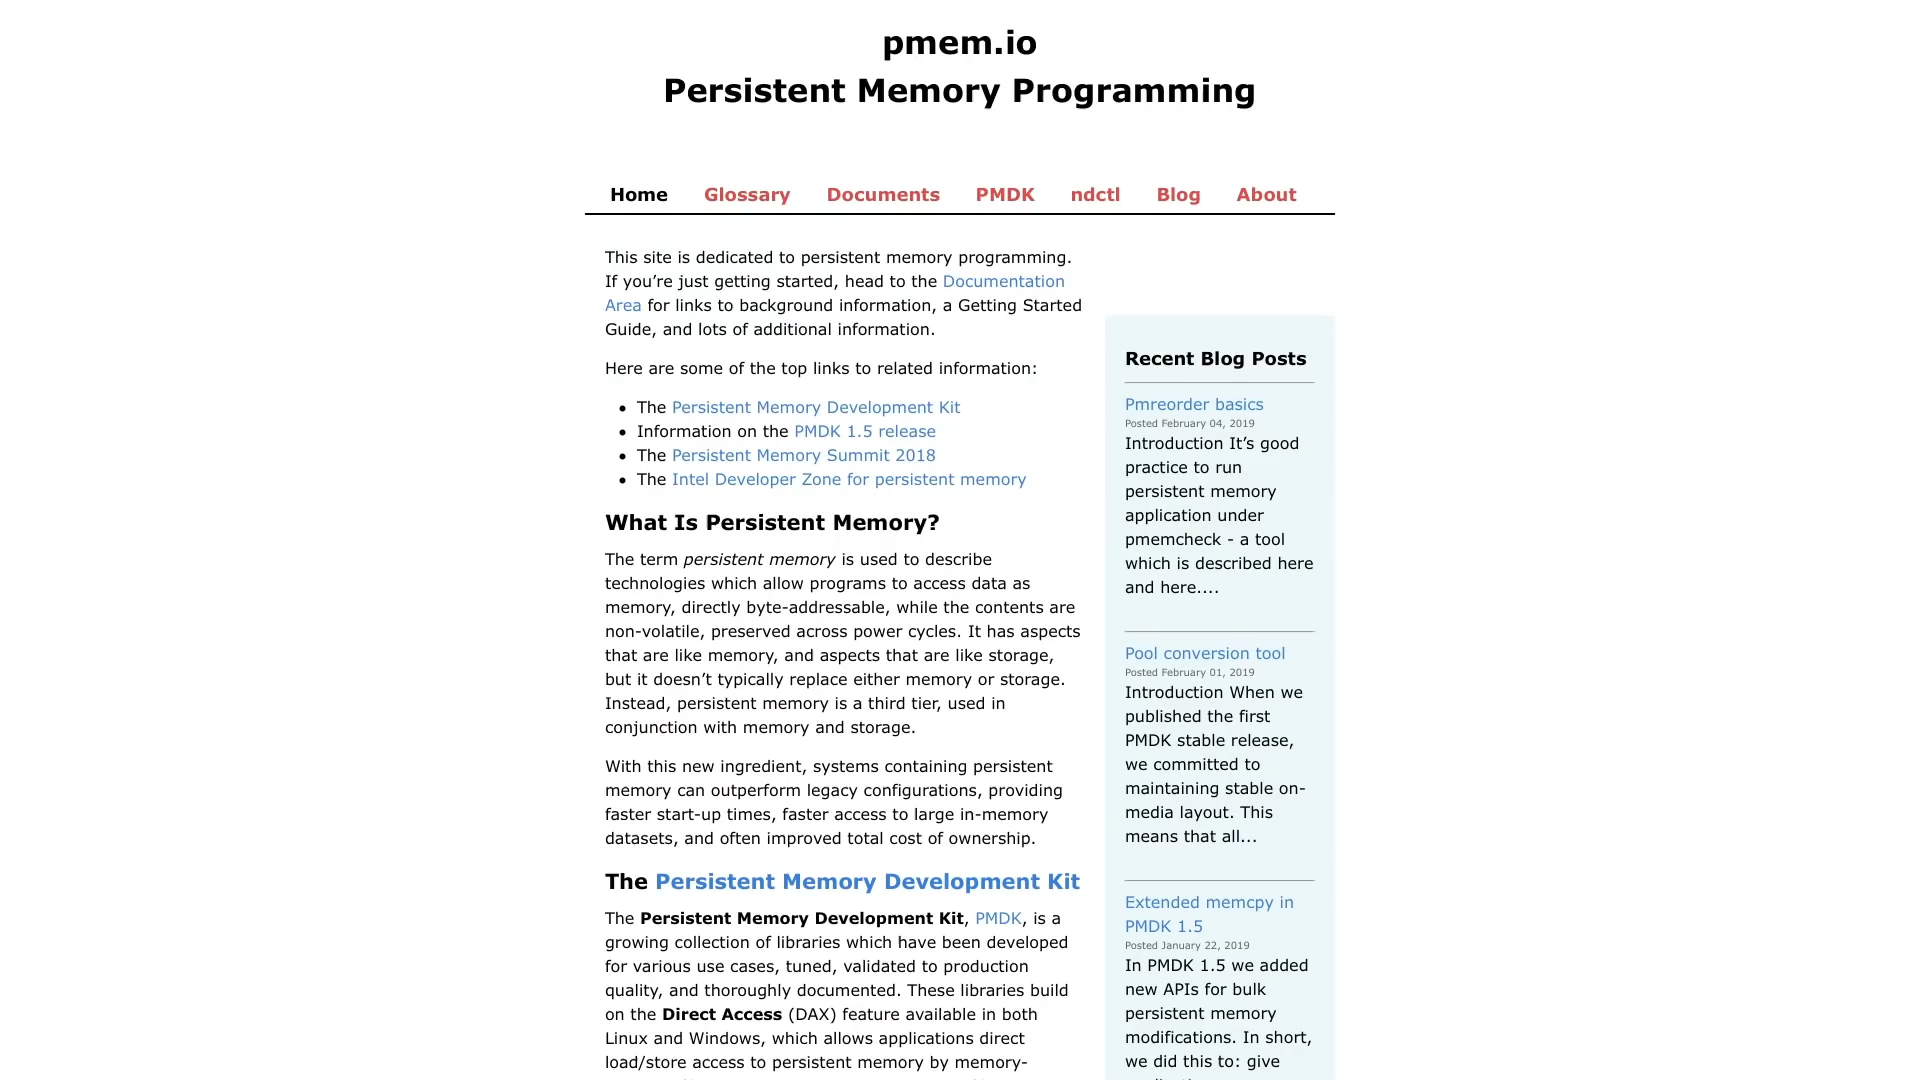 pmem.io
Persistent Memory Programming
Home Glossary Documents PMDK ndctl Blog About
This site is dedicated to persistent memory programming.
If you’re just getting started, head to the Documentation
Area for links to background information, a Getting Started
Guide, and lots of additional information.
Here are some of the top links to related information:
• The Persistent Memory Development Kit
• Information on the PMDK 1.5 release
• The Persistent Memory Summit 2018
• The Intel Developer Zone for persistent memory
What Is Persistent Memory?
The term persistent memory is used to describe
technologies which allow programs to access data as
memory, directly byte-addressable, while the contents are
non-volatile, preserved across power cycles. It has aspects
that are like memory, and aspects that are like storage,
but it doesn’t typically replace either memory or storage.
Instead, persistent memory is a third tier, used in
conjunction with memory and storage.
With this new ingredient, systems containing persistent
memory can outperform legacy configurations, providing
faster start-up times, faster access to large in-memory
datasets, and often improved total cost of ownership.
The Persistent Memory Development Kit
The Persistent Memory Development Kit, PMDK, is a
growing collection of libraries which have been developed
for various use cases, tuned, validated to production
quality, and thoroughly documented. These libraries build
on the Direct Access (DAX) feature available in both
Linux and Windows, which allows applications direct
load/store access to persistent memory by memory-
Recent Blog Posts
Pmreorder basics
Posted February 04, 2019
Introduction It’s good
practice to run
persistent memory
application under
pmemcheck - a tool
which is described here
and here....
Pool conversion tool
Posted February 01, 2019
Introduction When we
published the first
PMDK stable release,
we committed to
maintaining stable on-
media layout. This
means that all...
Extended memcpy in
PMDK 1.5
Posted January 22, 2019
In PMDK 1.5 we added
new APIs for bulk
persistent memory
modifications. In short,
we did this to: give